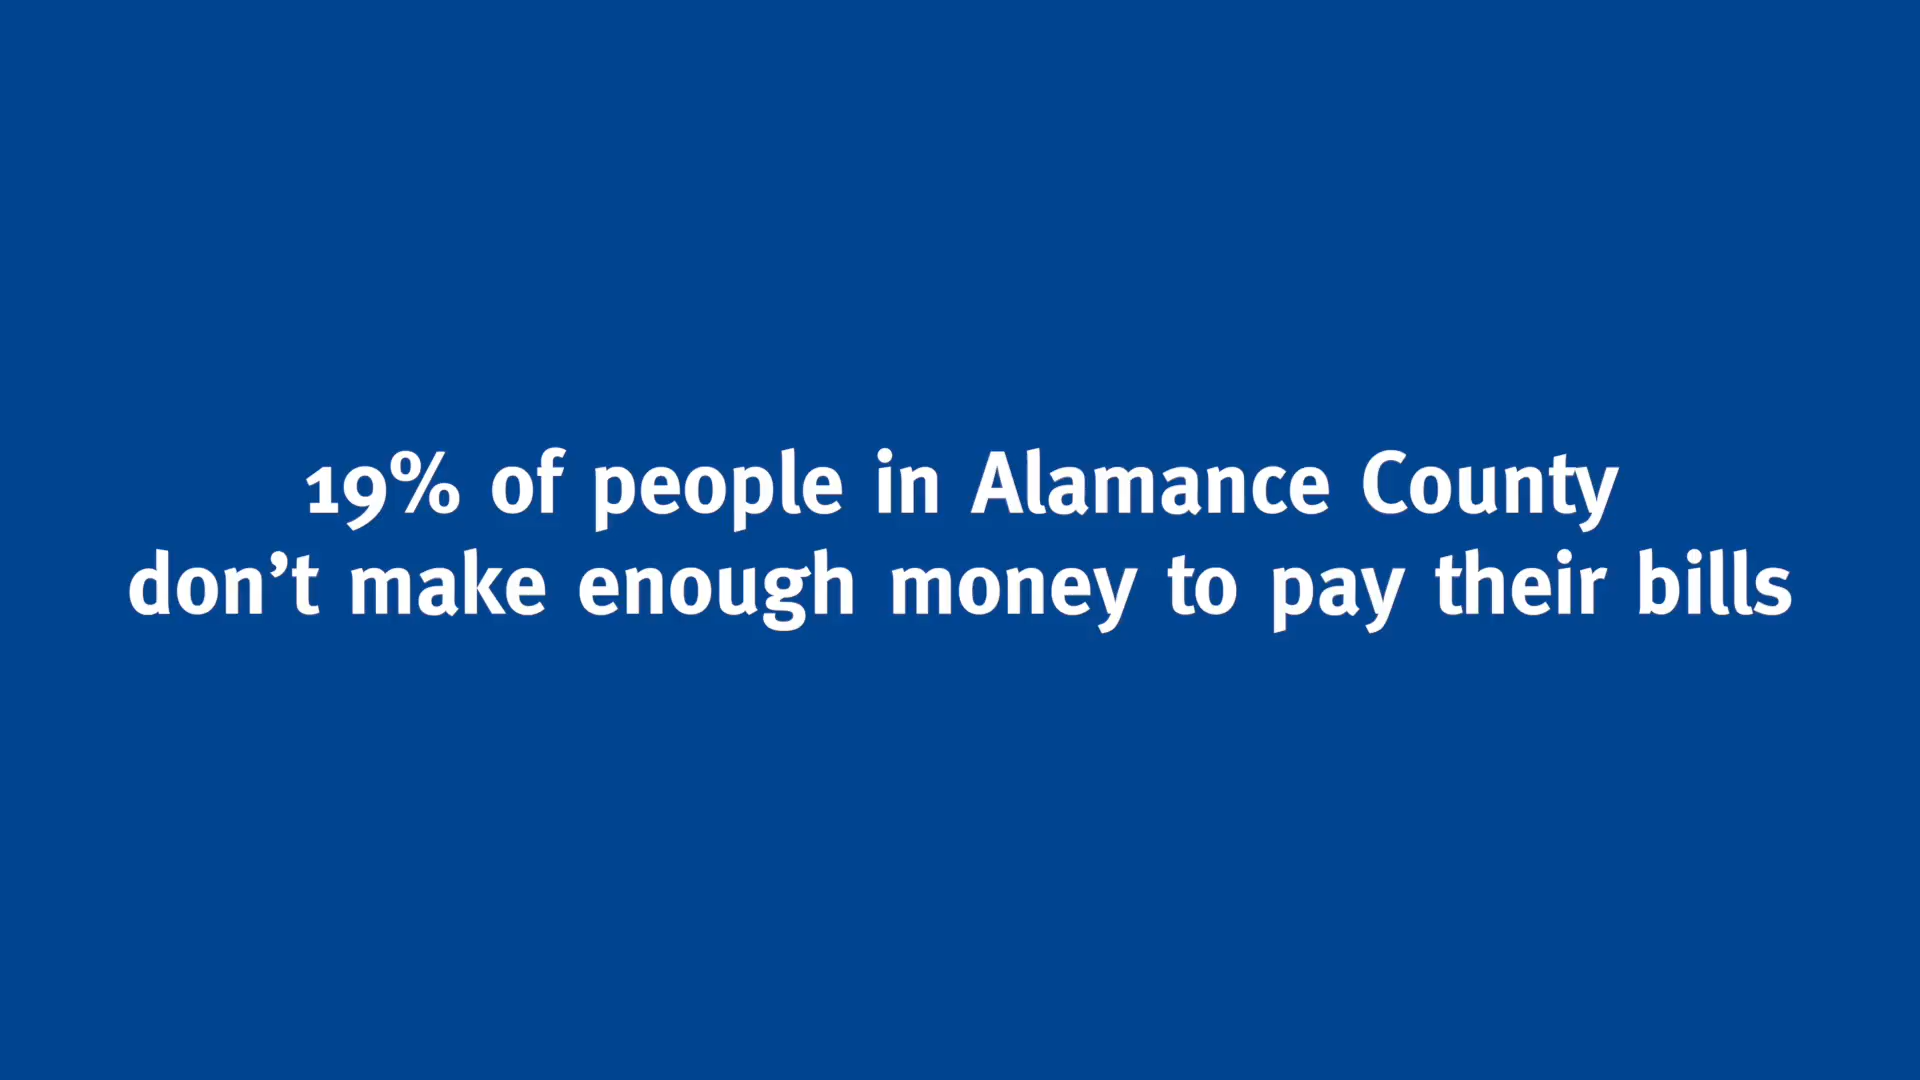 19% of people in Alamance County
don’t make enough money to pay their bills